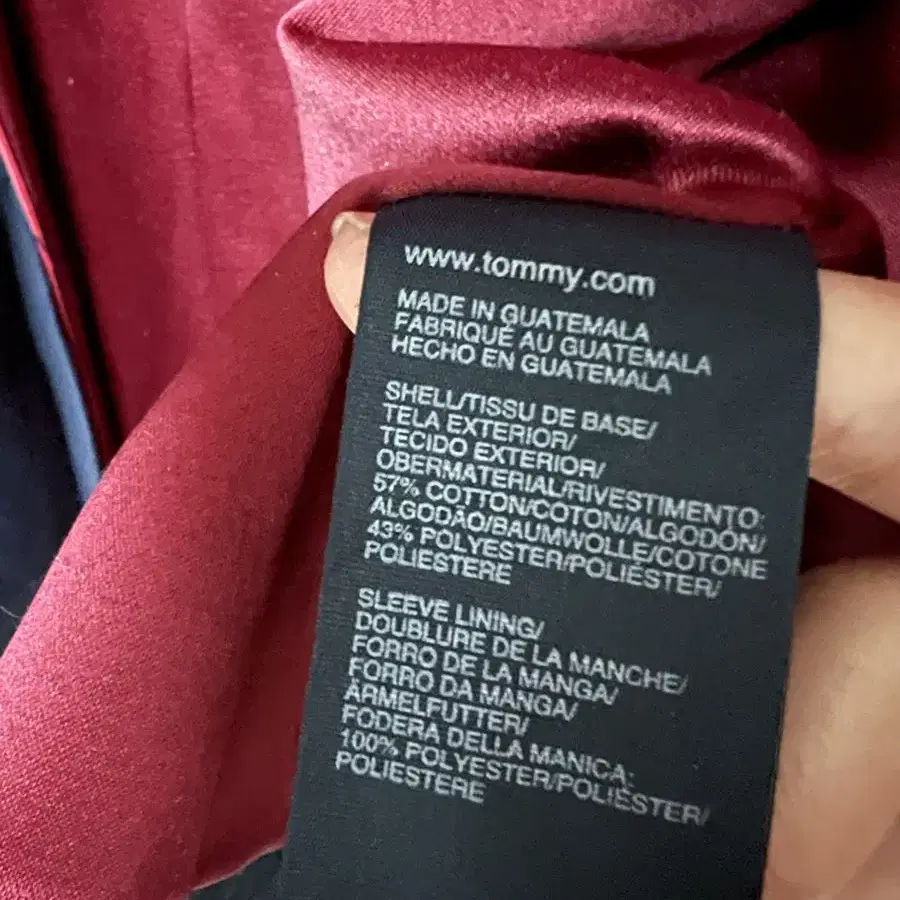 www.tommy.com
MADE IN GUATEMALA
FABRIQUÉ AU GUATEMALA
HECHO EN GUATEMALA
SHELL/TISSU DE BASE/
TELA EXTERIOR/
TECIDO EXTERIOR/
OBERMATERIAL/RIVESTIMENTO:
57% COTTON/COTON/ALGODÓN/
ALGODÃO/BAUMWOLLE/COTONE
43% POLYESTER/POLIÉSTER/
POLIESTERE
SLEEVE LINING/
DOUBLURE DE LA MANCHE/
FORRO DE LA MANGA/
FORRO DA MANGA/
ÄRMELFUTTER/
FODERA DELLA MANICA:
100% POLYESTER/POLIÉSTER/
POLIESTERE